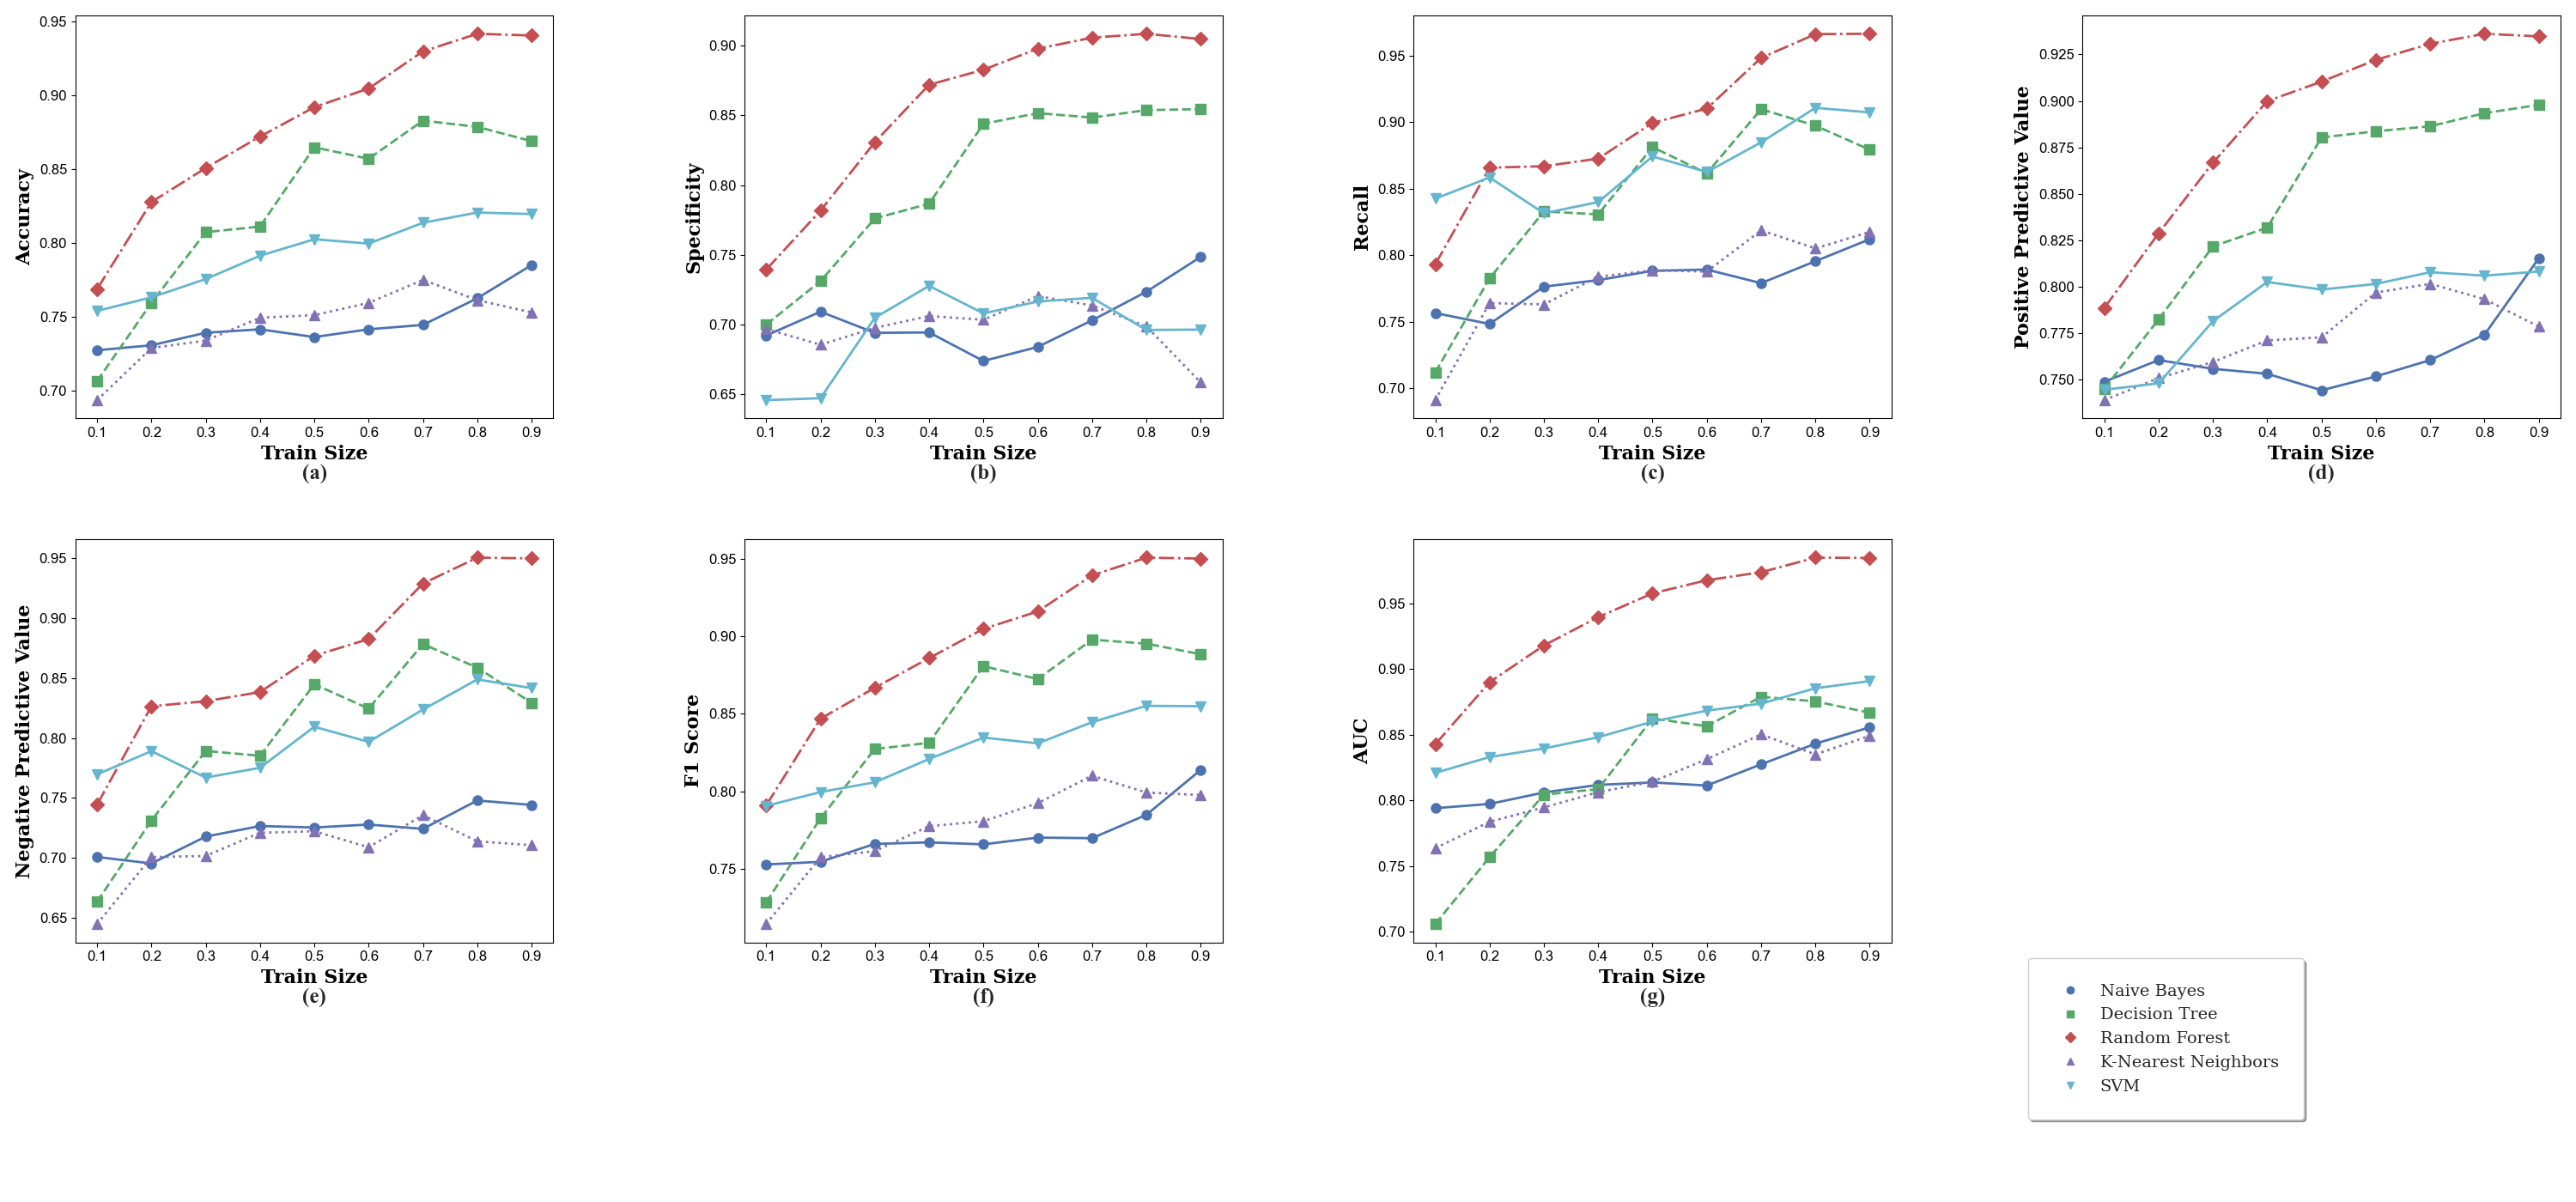 0.95
0.90
0.85
0.80
0.75
0.70
Accuracy
0.1 0.2 0.3 0.4 0.5 0.6 0.7 0.8 0.9
Train Size
(a)
0.90
0.85
0.80
0.75
0.70
0.65
Specificity
0.1 0.2 0.3 0.4 0.5 0.6 0.7 0.8 0.9
Train Size
(b)
0.95
0.90
0.85
0.80
0.75
0.70
Recall
0.1 0.2 0.3 0.4 0.5 0.6 0.7 0.8 0.9
Train Size
(c)
0.925
0.900
0.875
0.850
0.825
0.800
0.775
0.750
Positive Predictive Value
0.1 0.2 0.3 0.4 0.5 0.6 0.7 0.8 0.9
Train Size
(d)
0.95
0.90
0.85
0.80
0.75
0.70
0.65
Negative Predictive Value
0.1 0.2 0.3 0.4 0.5 0.6 0.7 0.8 0.9
Train Size
(e)
0.95
0.90
0.85
0.80
0.75
F1 Score
0.1 0.2 0.3 0.4 0.5 0.6 0.7 0.8 0.9
Train Size
(f)
0.95
0.90
0.85
0.80
0.75
0.70
AUC
0.1 0.2 0.3 0.4 0.5 0.6 0.7 0.8 0.9
Train Size
(g)
Naive Bayes
Decision Tree
Random Forest
K-Nearest Neighbors
SVM